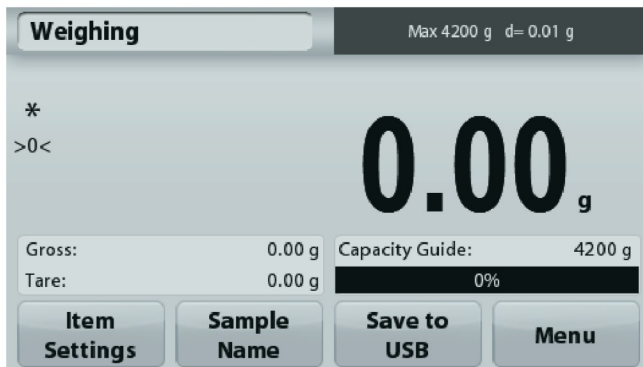 Weighing
Max 4200 g d= 0.01 g
*
>0<
0.00 g
Gross: 0.00 g
Tare: 0.00 g
Capacity Guide: 4200 g
0%
Item Settings
Sample Name
Save to USB
Menu